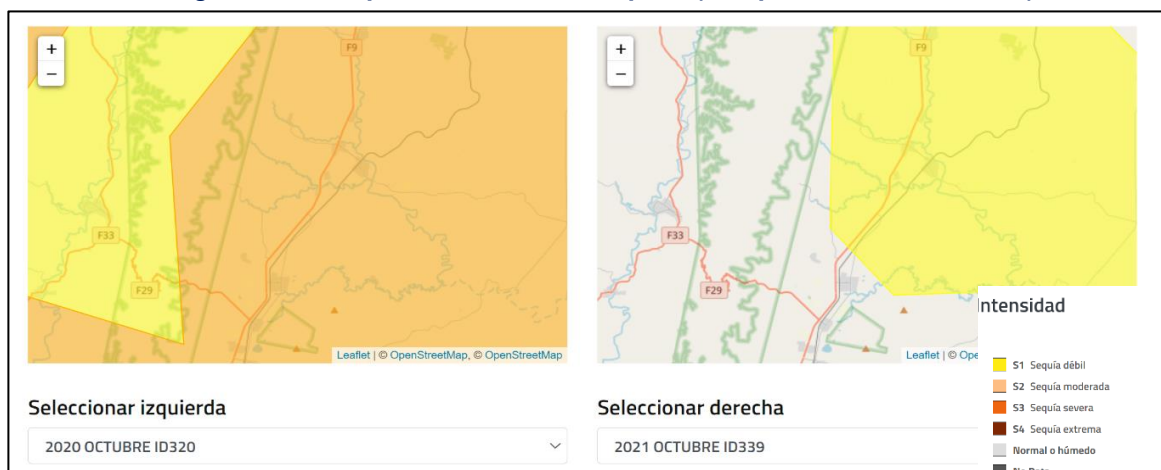 +
−
F9
F33
F29
Leaflet | © OpenStreetMap, © OpenStreetMap
+
−
F9
F33
F29
Leaflet | © Ope
Intensidad
S1 Sequía débil
S2 Sequía moderada
S3 Sequía severa
S4 Sequía extrema
Normal o húmedo
Seleccionar izquierda
2020 OCTUBRE ID320
Seleccionar derecha
2021 OCTUBRE ID339